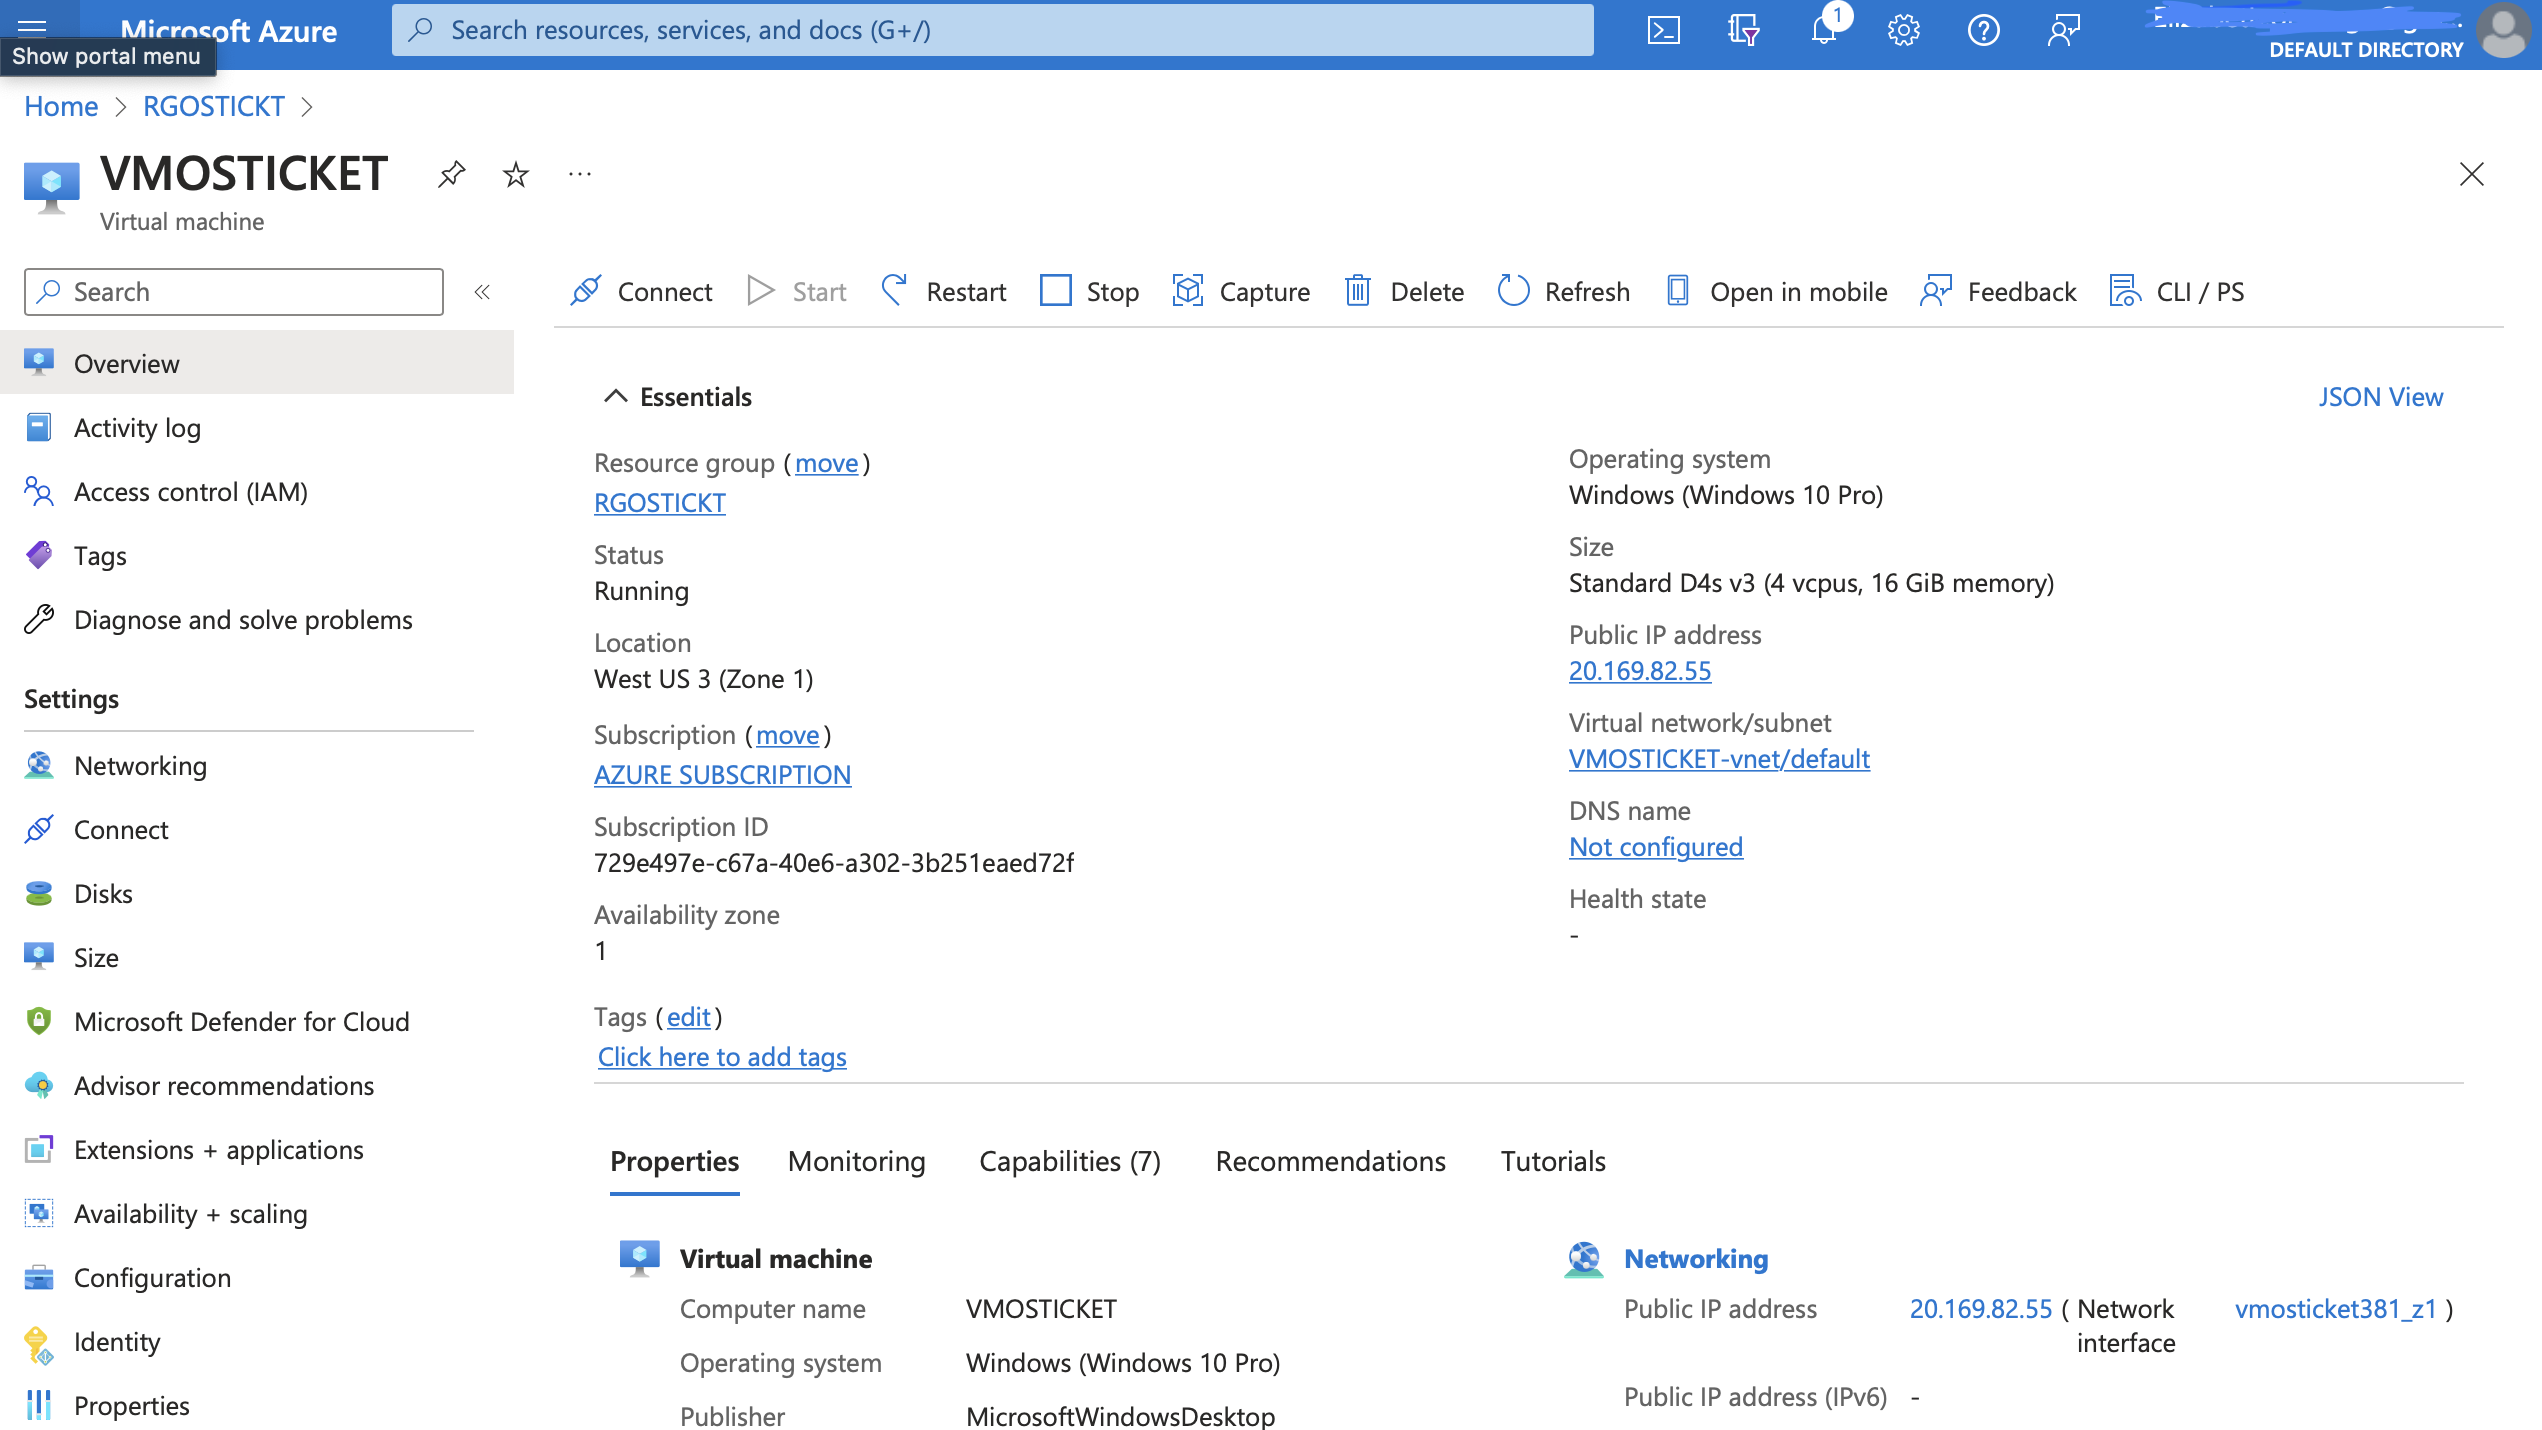 Microsoft Azure
Search resources, services, and docs (G+/)
1
DEFAULT DIRECTORY
Show portal menu
Home > RGOSTICKT >
VMOSTICKET
Virtual machine
Search
«
Connect
Start
Restart
Stop
Capture
Delete
Refresh
Open in mobile
Feedback
CLI / PS
Overview
Activity log
Access control (IAM)
Tags
Diagnose and solve problems
Settings
Networking
Connect
Disks
Size
Microsoft Defender for Cloud
Advisor recommendations
Extensions + applications
Availability + scaling
Configuration
Identity
Properties
Essentials
JSON View
Resource group (move)
RGOSTICKT
Status
Running
Location
West US 3 (Zone 1)
Subscription (move)
AZURE SUBSCRIPTION
Subscription ID
729e497e-c67a-40e6-a302-3b251eaed72f
Availability zone
1
Operating system
Windows (Windows 10 Pro)
Size
Standard D4s v3 (4 vcpus, 16 GiB memory)
Public IP address
20.169.82.55
Virtual network/subnet
VMOSTICKET-vnet/default
DNS name
Not configured
Health state
-
Tags (edit)
Click here to add tags
Properties
Monitoring
Capabilities (7)
Recommendations
Tutorials
Virtual machine
Computer name VMOSTICKET
Operating system Windows (Windows 10 Pro)
Publisher MicrosoftWindowsDesktop
Networking
Public IP address 20.169.82.55 ( Network interface vmosticket381_z1 )
Public IP address (IPv6) -